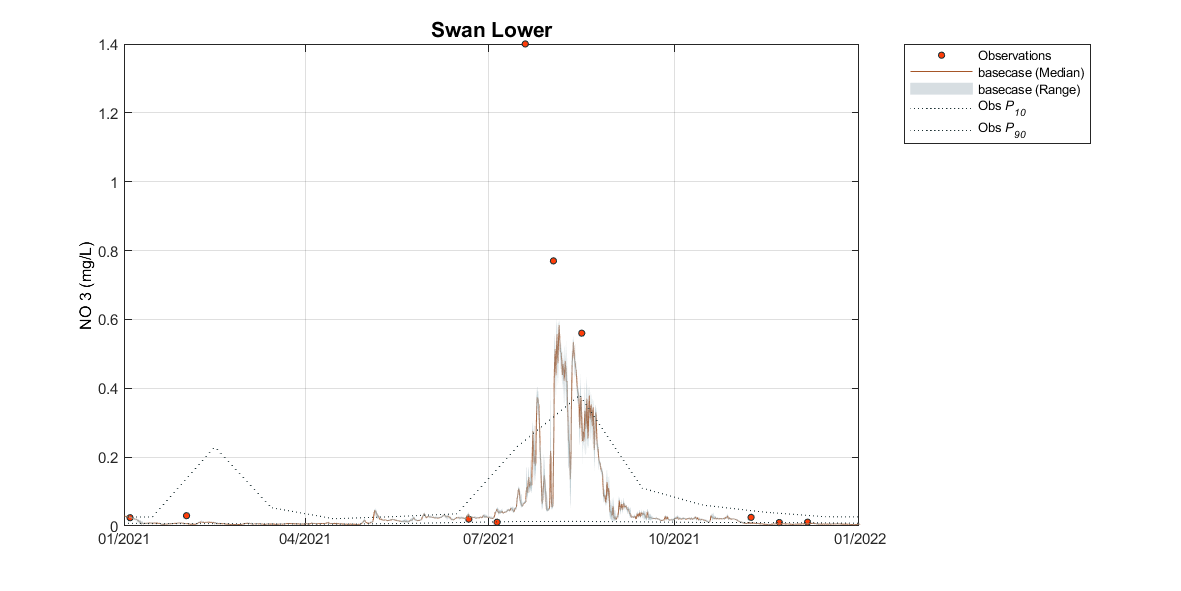 Swan Lower
NO 3 (mg/L)
1.4
1.2
1
0.8
0.6
0.4
0.2
0
01/2021
04/2021
07/2021
10/2021
01/2022
Observations
basecase (Median)
basecase (Range)
Obs P10
Obs P90